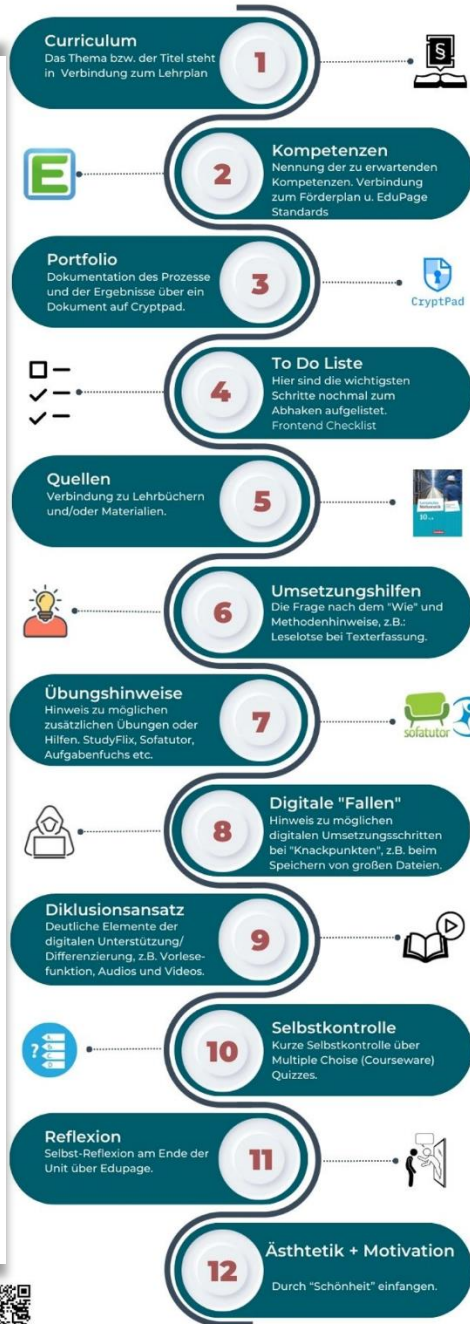 Curriculum
Das Thema bzw. der Titel steht
in Verbindung zum Lehrplan
1
§
E
2
Kompetenzen
Nennung der zu erwartenden
Kompetenzen. Verbindung
zum Förderplan u. EduPage
Standards
Portfolio
Dokumentation des Prozesse
und der Ergebnisse über ein
Dokument auf Cryptpad.
3
CryptPad
4
To Do Liste
Hier sind die wichtigsten
Schritte nochmal zum
Abhaken aufgelistet.
Frontend Checklist
Quellen
Verbindung zu Lehrbüchern
und/oder Materialien.
5
Mathematik
10
6
Umsetzungshilfen
Die Frage nach dem "Wie" und
Methodenhinweise, z.B.:
Leselotse bei Texterfassung.
Übungshinweise
Hinweis zu möglichen
zusätzlichen Übungen oder
Hilfen. StudyFlix, Sofatutor,
Aufgabenfuchs etc.
7
sofatutor
8
Digitale "Fallen"
Hinweis zu möglichen
digitalen Umsetzungsschritten
bei "Knackpunkten", z.B. beim
Speichern von großen Dateien.
Diklusionsansatz
Deutliche Elemente der
digitalen Unterstützung/
Differenzierung, z.B. Vorlese-
funktion, Audios und Videos.
9
?
10
Selbstkontrolle
Kurze Selbstkontrolle über
Multiple Choise (Courseware)
Quizzes.
Reflexion
Selbst-Reflexion am Ende der
Unit über Edupage.
11
12
Ästhtetik + Motivation
Durch "Schönheit" einfangen.